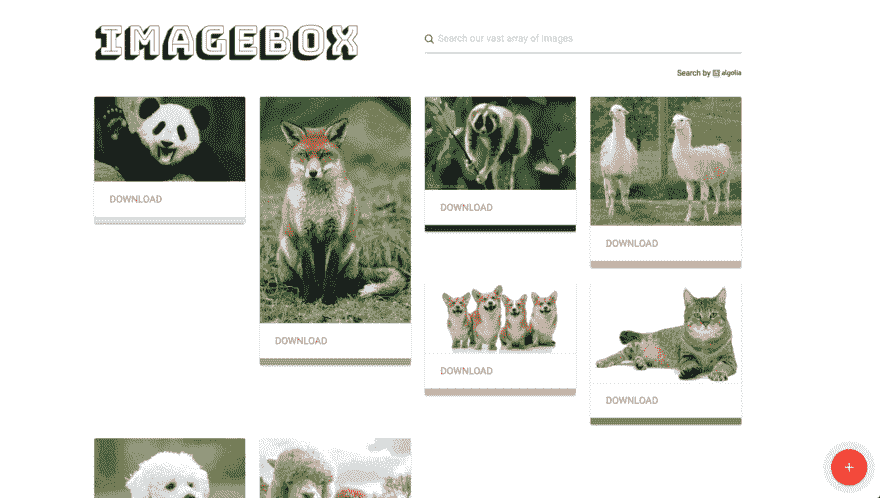 IMAGEBOX
Search our vast array of images
Search by algolia
DOWNLOAD
DOWNLOAD
DOWNLOAD
DOWNLOAD
DOWNLOAD
DOWNLOAD
+